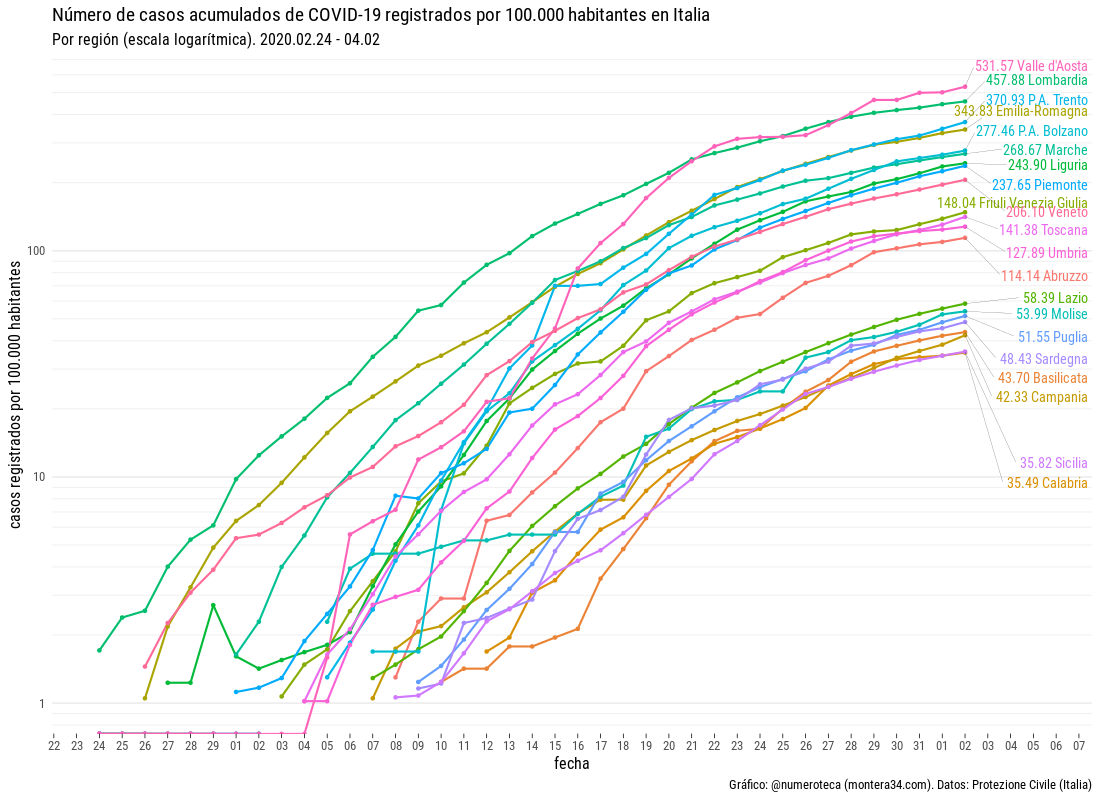 Número de casos acumulados de COVID-19 registrados por 100.000 habitantes en Italia
Por región (escala logarítmica). 2020.02.24 - 04.02
casos registrados por 100.000 habitantes
100
10
1
531.57 Valle d'Aosta
457.88 Lombardia
370.93 P.A. Trento
343.83 Emilia-Romagna
277.46 P.A. Bolzano
268.67 Marche
243.90 Liguria
237.65 Piemonte
148.04 Friuli Venezia Giulia
206.10 Veneto
141.38 Toscana
127.89 Umbria
114.14 Abruzzo
58.39 Lazio
53.99 Molise
51.55 Puglia
48.43 Sardegna
43.70 Basilicata
42.33 Campania
35.82 Sicilia
35.49 Calabria
22 23 24 25 26 27 28 29 01 02 03 04 05 06 07 08 09 10 11 12 13 14 15 16 17 18 19 20 21 22 23 24 25 26 27 28 29 30 31 01 02 03 04 05 06 07
fecha
Gráfico: @numeroteca (montera34.com). Datos: Protezione Civile (Italia)